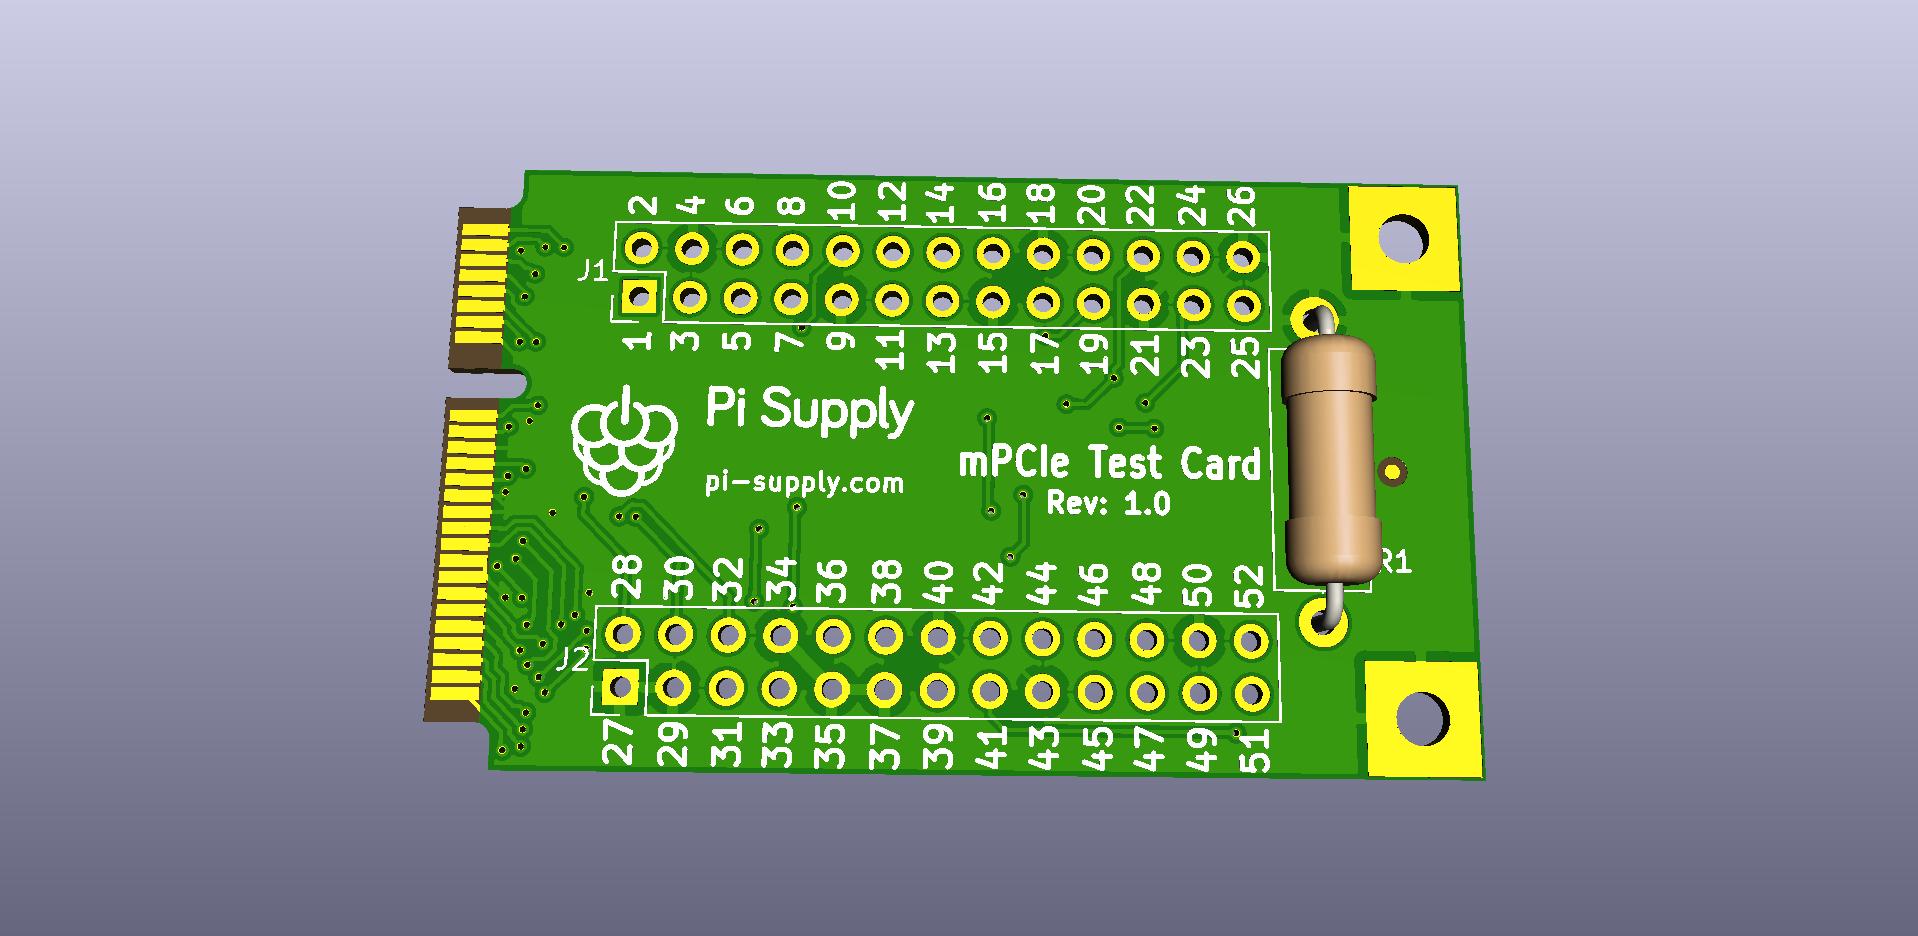 2 4 6 8 10 12 14 16 18 20 22 24 26
J1
1 3 5 7 9 11 13 15 17 19 21 23 25
Pi Supply
pi-supply.com
mPCIe Test Card
Rev: 1.0
R1
28 30 32 34 36 38 40 42 44 46 48 50 52
J2
27 29 31 33 35 37 39 41 43 45 47 49 51